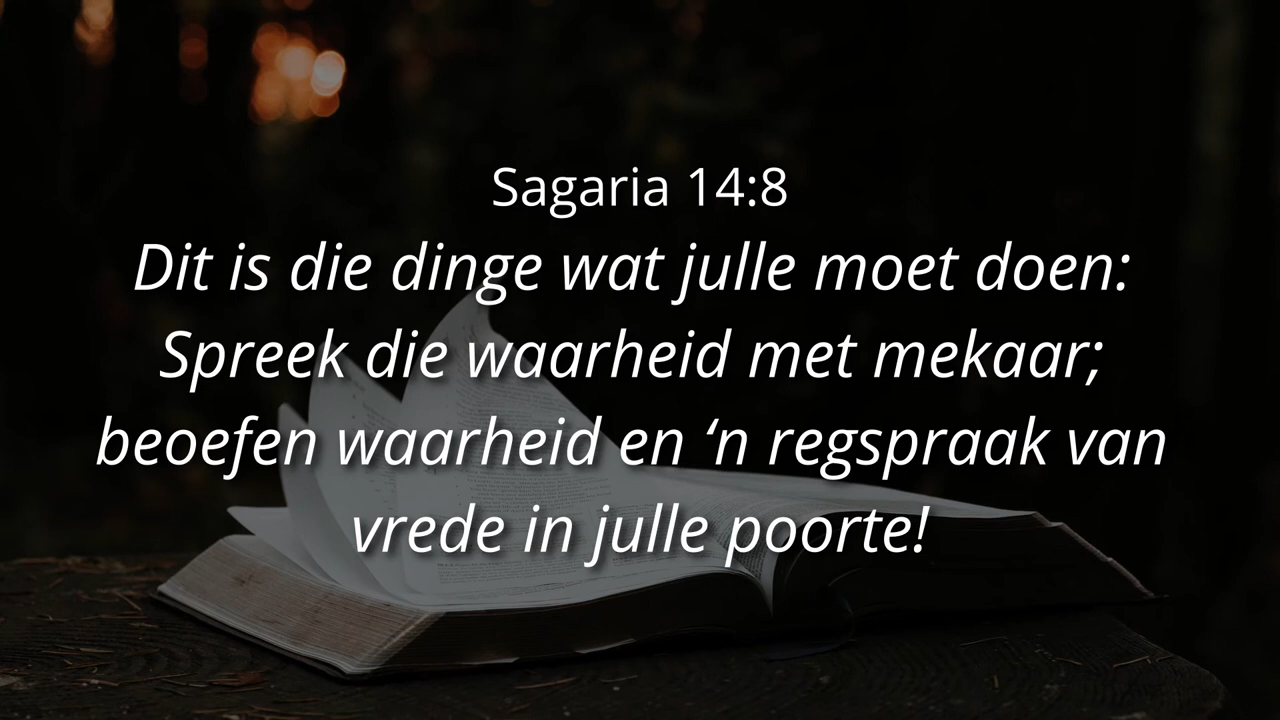 Sagaria 14:8
Dit is die dinge wat julle moet doen:
Spreek die waarheid met mekaar;
beoefen waarheid en ‘n regspraak van
vrede in julle poorte!